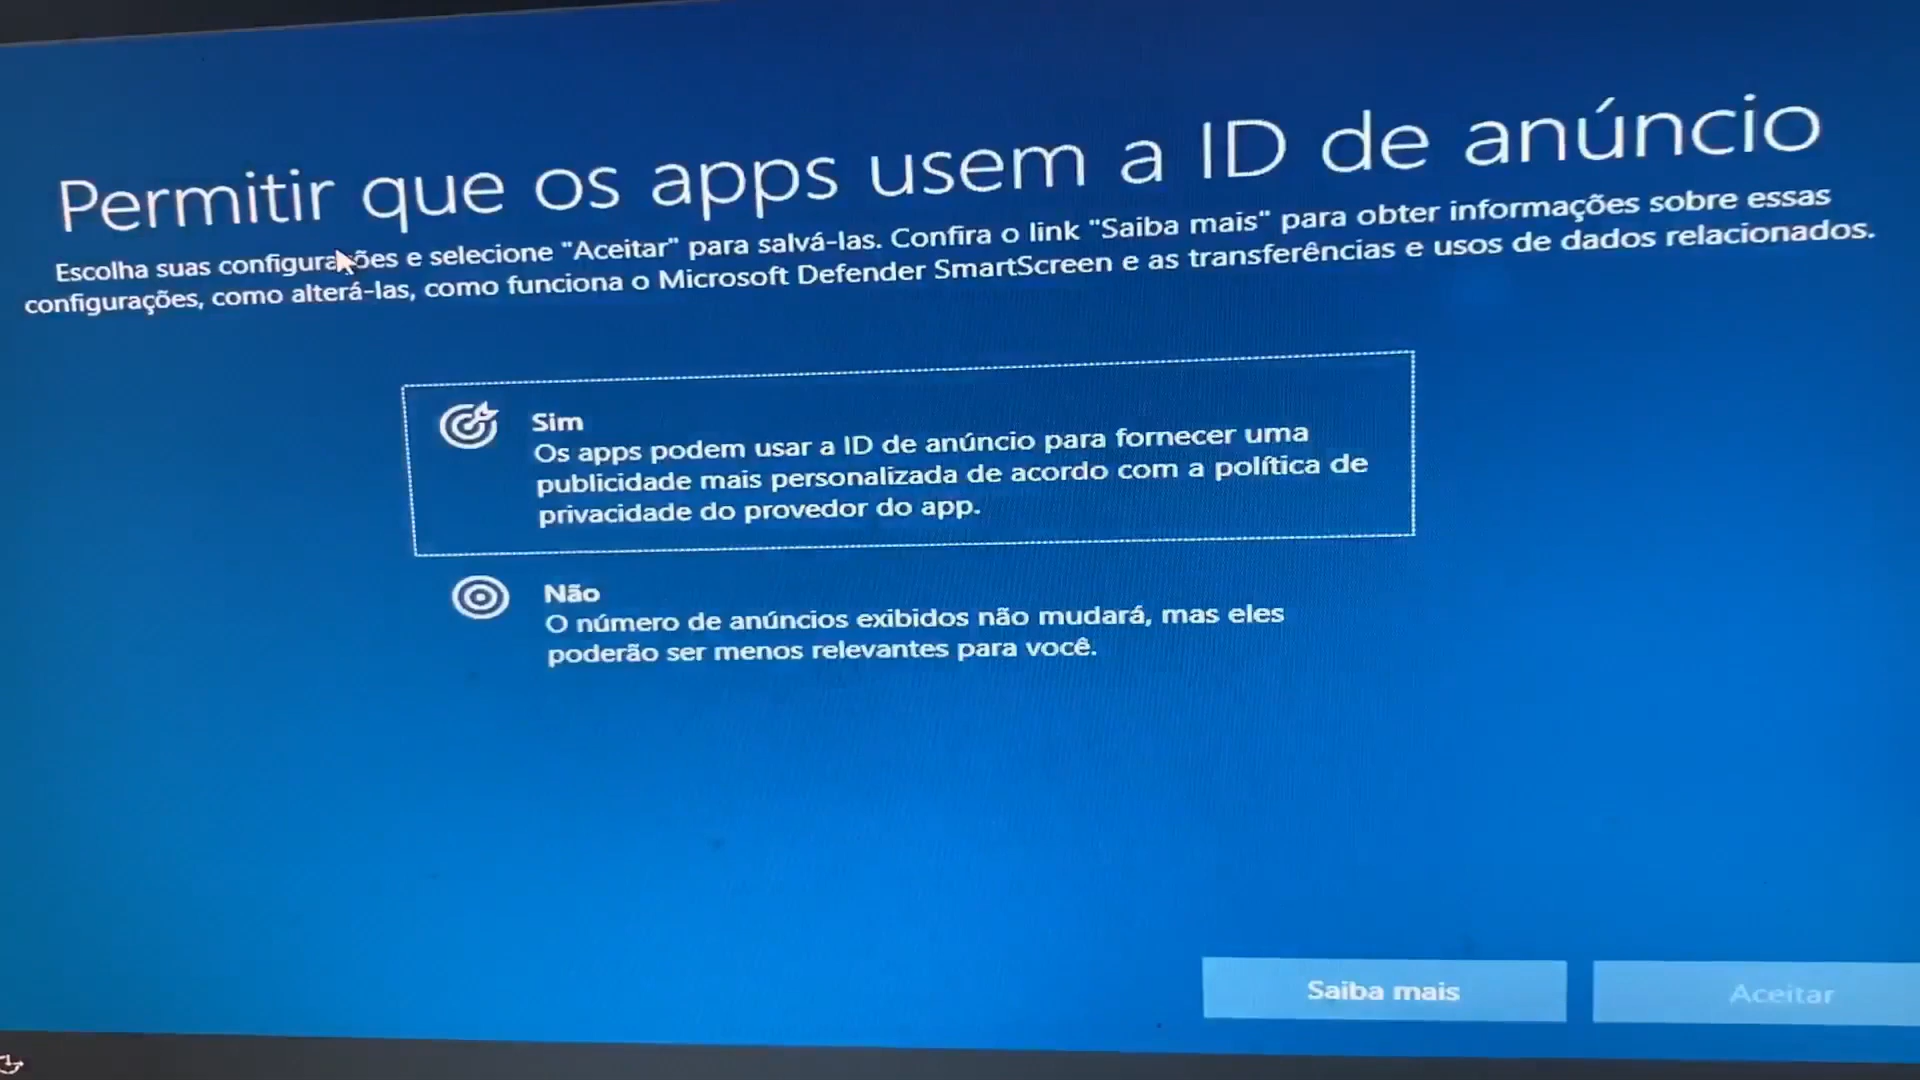 Permitir que os apps usem a ID de anúncio
Escolha suas configurações e selecione "Aceitar" para salvá-las. Confira o link "Saiba mais" para obter informações sobre essas
configurações, como alterá-las, como funciona o Microsoft Defender SmartScreen e as transferências e usos de dados relacionados.
Sim
Os apps podem usar a ID de anúncio para fornecer uma
publicidade mais personalizada de acordo com a política de
privacidade do provedor do app.
Não
O número de anúncios exibidos não mudará, mas eles
poderão ser menos relevantes para você.
Saiba mais
Aceitar